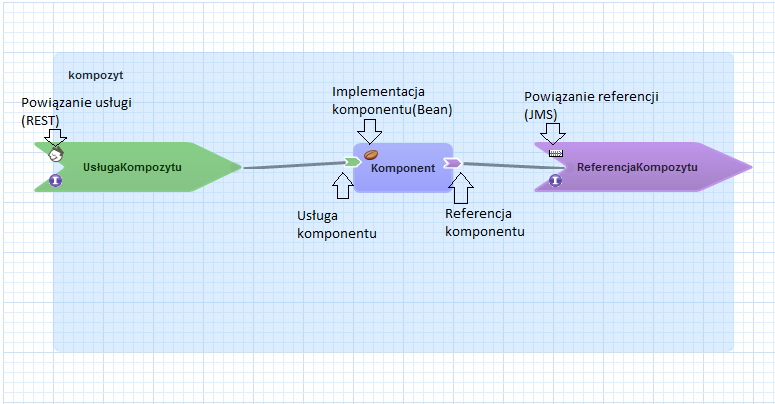 kompozyt
Powiązanie usługi
(REST)
Implementacja
komponentu(Bean)
Powiązanie referencji
(JMS)
UsługaKompozytu
I
Komponent
ReferencjaKompozytu
I
Usługa
komponentu
Referencja
komponentu